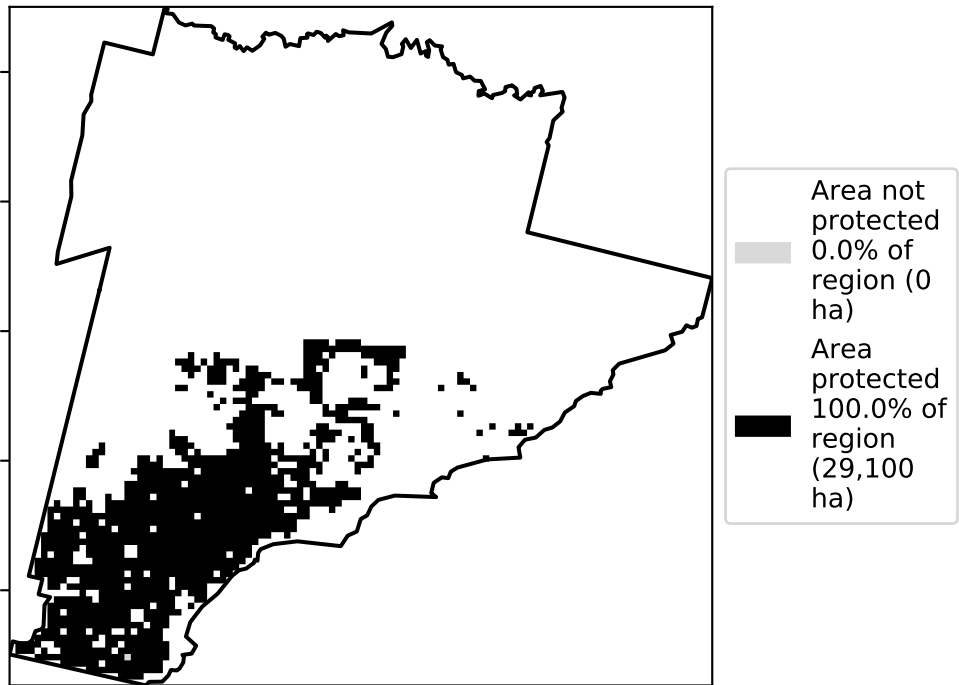 Area not
protected
0.0% of
region (0
ha)
Area
protected
100.0% of
region
(29,100
ha)